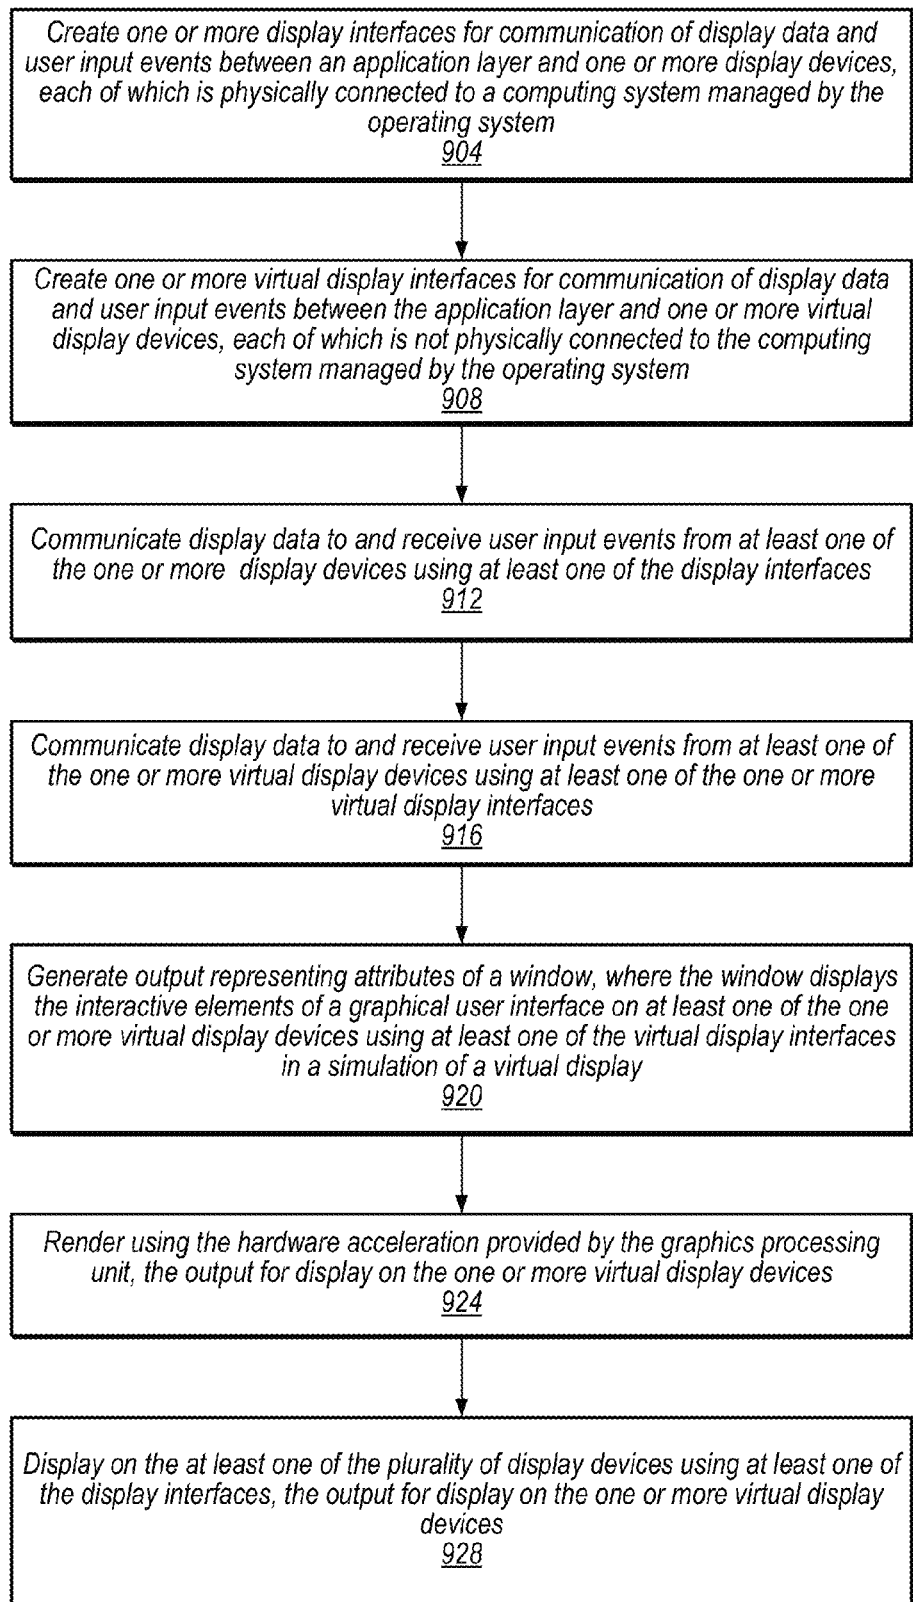 Create one or more display interfaces for communication of display data and
user input events between an application layer and one or more display devices,
each of which is physically connected to a computing system managed by the
operating system
904
Create one or more virtual display interfaces for communication of display data
and user input events between the application layer and one or more virtual
display devices, each of which is not physically connected to the computing
system managed by the operating system
908
Communicate display data to and receive user input events from at least one of
the one or more display devices using at least one of the display interfaces
912
Communicate display data to and receive user input events from at least one of
the one or more virtual display devices using at least one of the one or more
virtual display interfaces
916
Generate output representing attributes of a window, where the window displays
the interactive elements of a graphical user interface on at least one of the one
or more virtual display devices using at least one of the virtual display interfaces
in a simulation of a virtual display
920
Render using the hardware acceleration provided by the graphics processing
unit, the output for display on the one or more virtual display devices
924
Display on the at least one of the plurality of display devices using at least one of
the display interfaces, the output for display on the one or more virtual display
devices
928